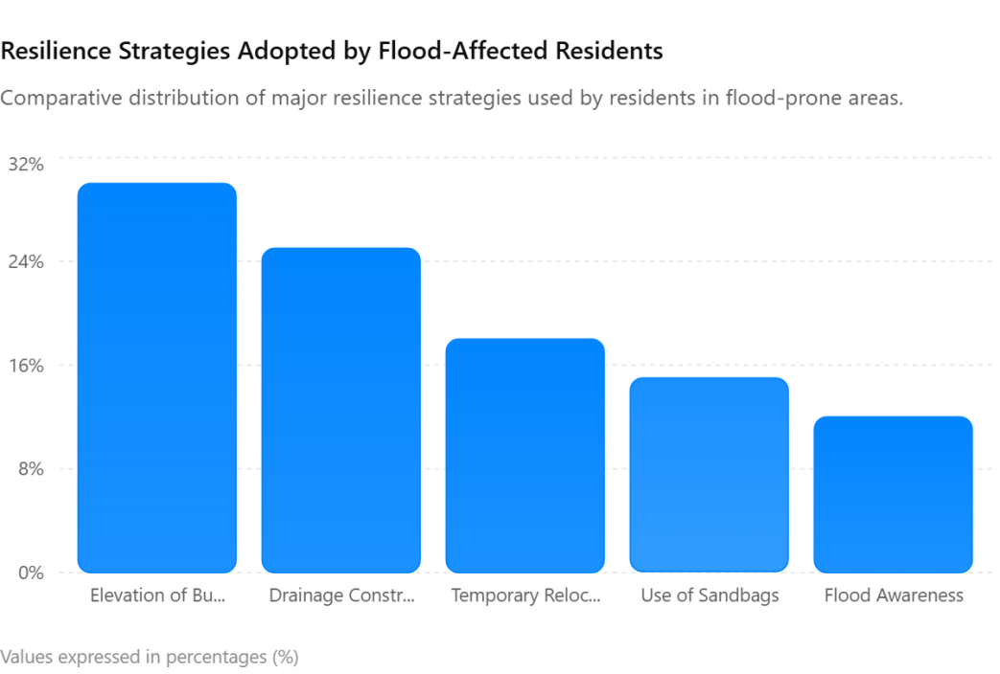 Resilience Strategies Adopted by Flood-Affected Residents
Comparative distribution of major resilience strategies used by residents in flood-prone areas.
32%
24%
16%
8%
0%
Elevation of Bu...
Drainage Constr...
Temporary Reloc...
Use of Sandbags
Flood Awareness
Values expressed in percentages (%)